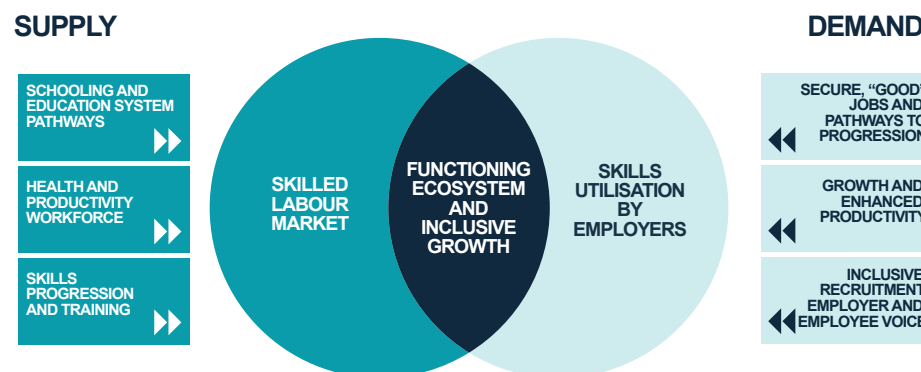 SUPPLY
DEMAND
SCHOOLING AND
EDUCATION SYSTEM
PATHWAYS
HEALTH AND
PRODUCTIVITY
WORKFORCE
SKILLS
PROGRESSION
AND TRAINING
SKILLED
LABOUR
MARKET
FUNCTIONING
ECOSYSTEM
AND
INCLUSIVE
GROWTH
SKILLS
UTILISATION
BY
EMPLOYERS
SECURE, “GOOD”
JOBS AND
PATHWAYS TO
PROGRESSION
GROWTH AND
ENHANCED
PRODUCTIVITY
INCLUSIVE
RECRUITMENT
EMPLOYER AND
EMPLOYEE VOICE